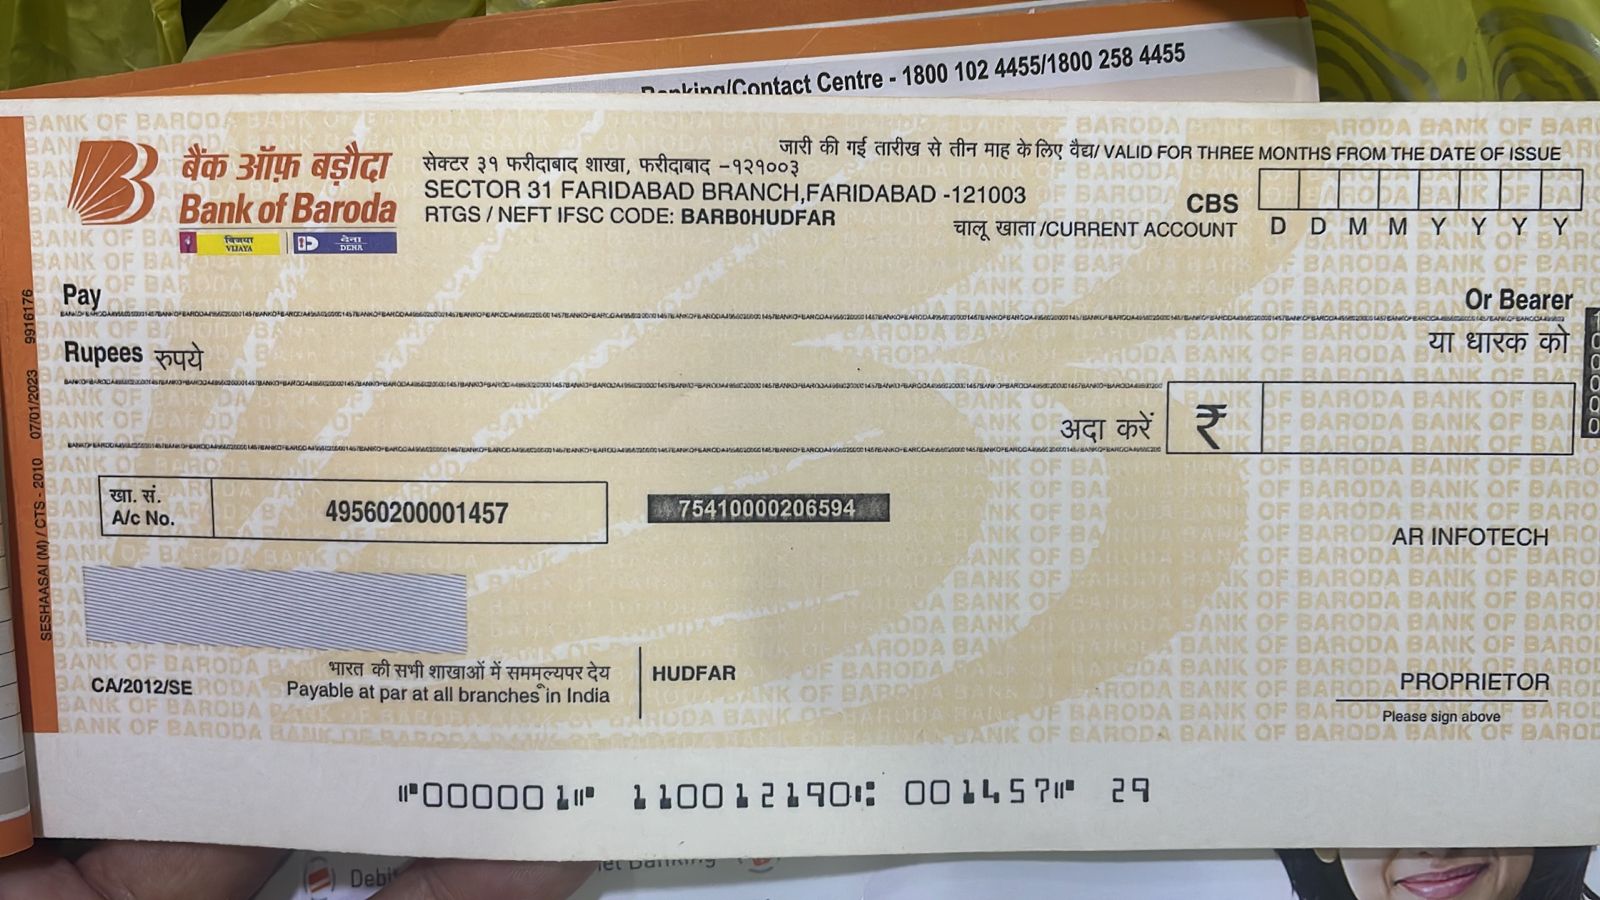 Banking/Contact Centre - 1800 102 4455/1800 258 4455
जारी की गई तारीख से तीन माह के लिए वैद्य/ VALID FOR THREE MONTHS FROM THE DATE OF ISSUE
बैंक ऑफ़ बड़ौदा
Bank of Baroda
विजया
VIJAYA
देना
DENA
सेक्टर ३१ फरीदाबाद शाखा, फरीदाबाद -१२१००३
SECTOR 31 FARIDABAD BRANCH,FARIDABAD -121003
RTGS / NEFT IFSC CODE: BARB0HUDFAR
CBS
चालू खाता /CURRENT ACCOUNT
D D M M Y Y Y Y
Pay
Or Bearer
या धारक को
Rupees रुपये
अदा करें ₹
खा. सं.
A/c No.
49560200001457
75410000206594
AR INFOTECH
SESHAASAI (M) / CTS - 2010 07/01/2023 9916176
CA/2012/SE
भारत की सभी शाखाओं में सममूल्यपर देय
Payable at par at all branches in India
HUDFAR
PROPRIETOR
Please sign above
⑈000001⑈ 110012190⑆ 001457⑈ 29
Debit
Net Banking